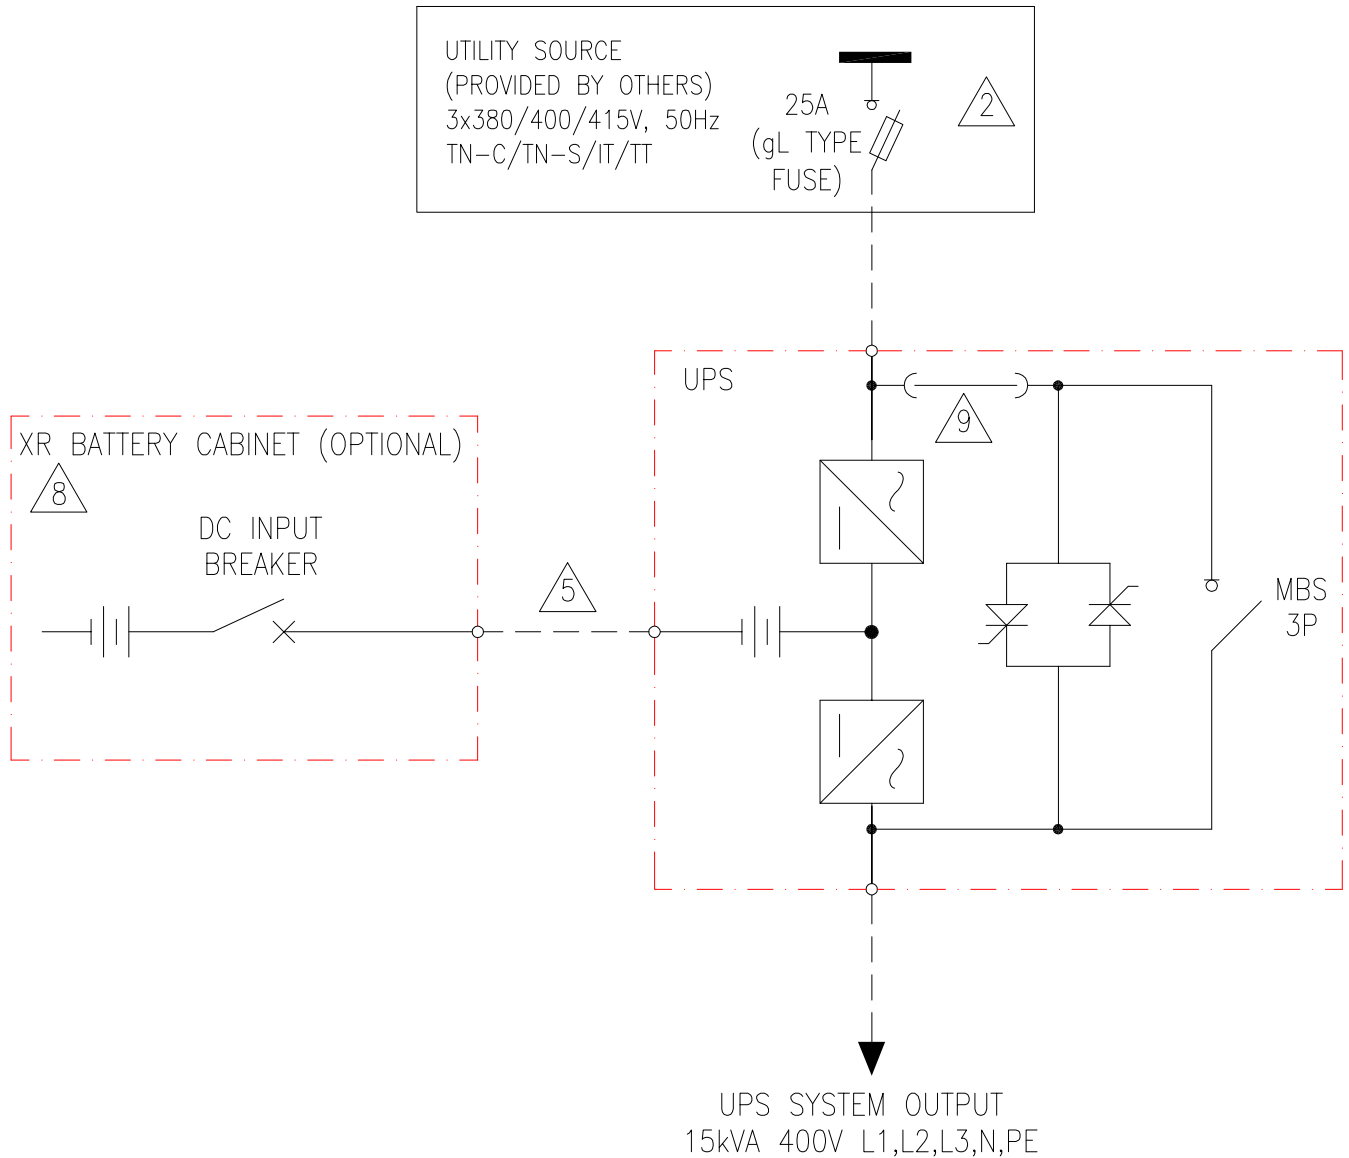 UTILITY SOURCE
(PROVIDED BY OTHERS)
3x380/400/415V, 50Hz
TN-C/TN-S/IT/TT
25A
(gL TYPE
FUSE)
2
UPS
9
XR BATTERY CABINET (OPTIONAL)
8
DC INPUT
BREAKER
5
MBS
3P
UPS SYSTEM OUTPUT
15kVA 400V L1,L2,L3,N,PE